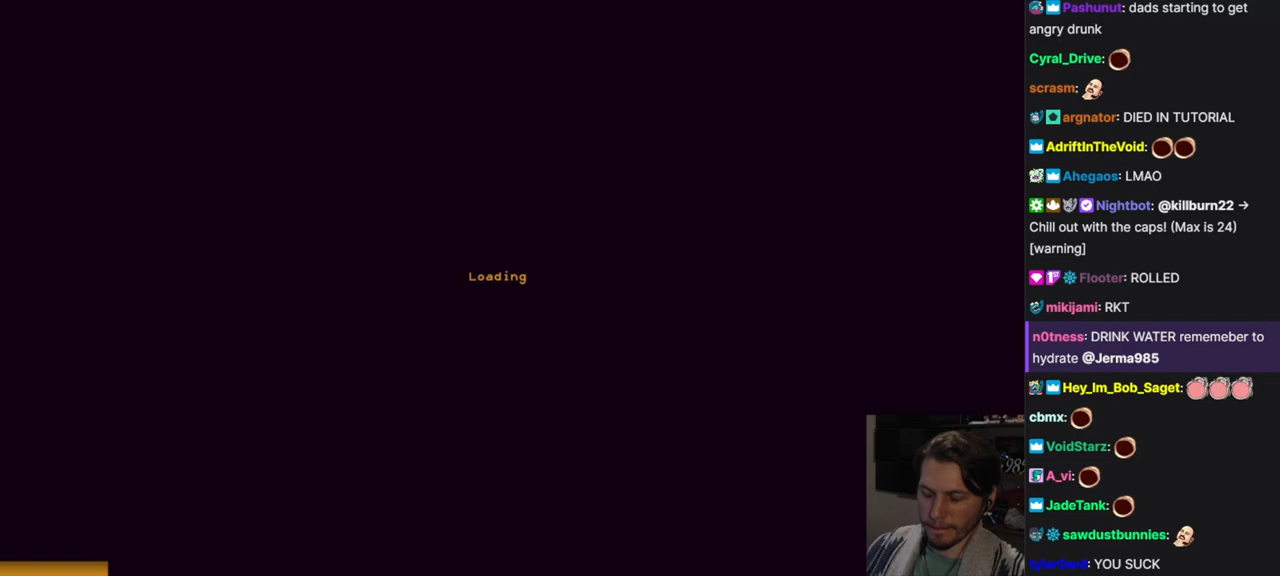 Pashunut: dads starting to get
angry drunk
Cyral_Drive:
scrasm:
argnator: DIED IN TUTORIAL
AdriftInTheVoid:
Ahegaos: LMAO
Nightbot: @killburn22 →
Chill out with the caps! (Max is 24)
[warning]
Loading
Flooter: ROLLED
mikijami: RKT
n0tness: DRINK WATER rememeber to
hydrate @Jerma985
Hey_Im_Bob_Saget:
cbmx:
VoidStarz:
A_vi:
JadeTank:
sawdustbunnies:
YOU SUCK